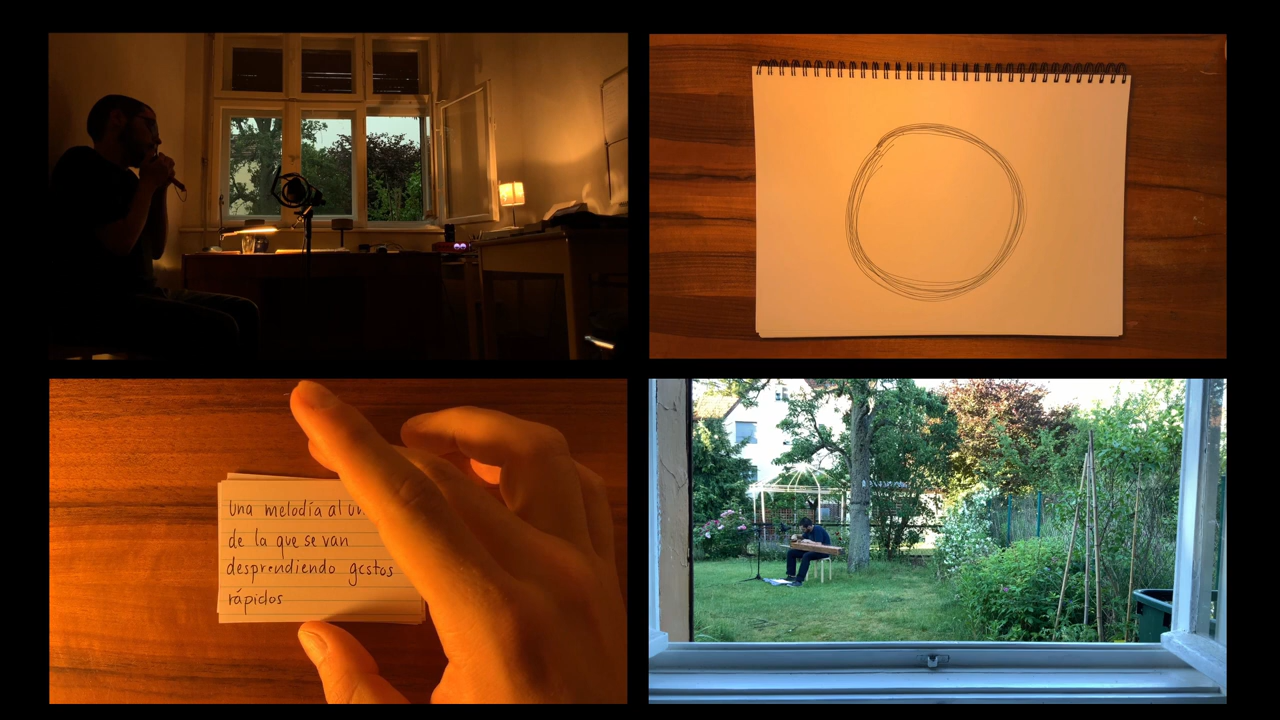 Una melodía al
de la que se van
desprendiendo gestos
rápidos